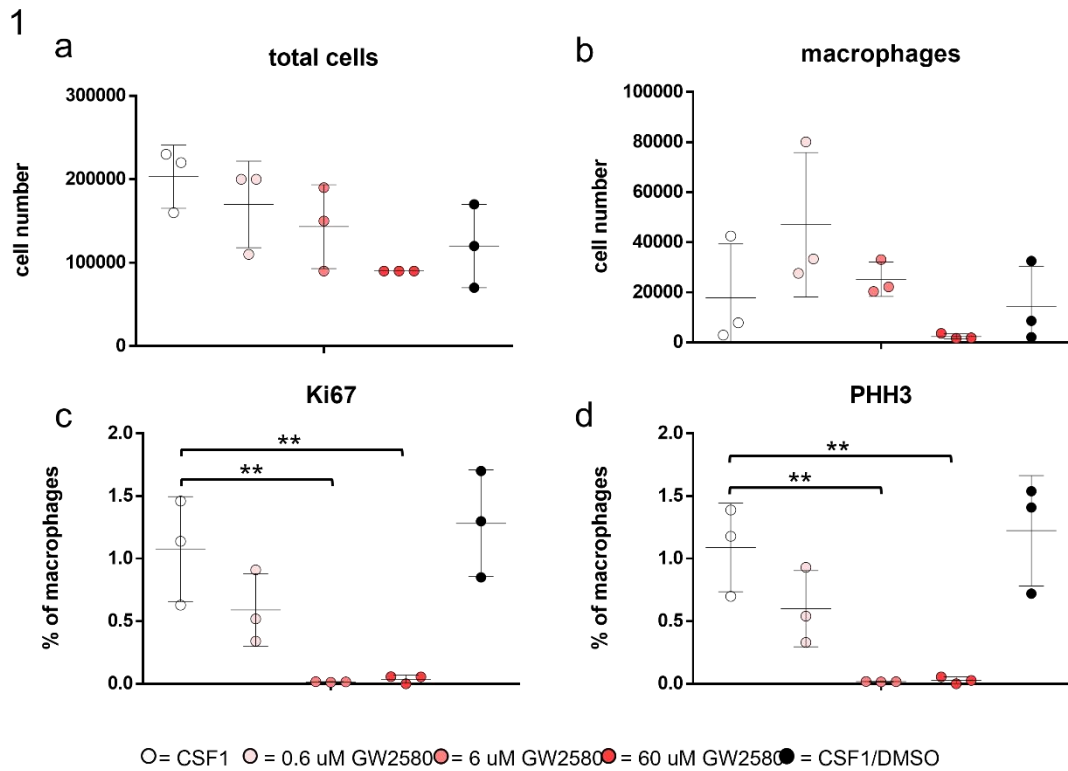 1
a
total cells
300000
200000
100000
0
cell number
b
macrophages
100000
80000
60000
40000
20000
0
cell number
c
Ki67
2.0
1.5
1.0
0.5
0.0
% of macrophages
**
**
d
PHH3
2.0
1.5
1.0
0.5
0.0
% of macrophages
**
**
= CSF1 = 0.6 uM GW2580 = 6 uM GW2580 = 60 uM GW2580 = CSF1/DMSO